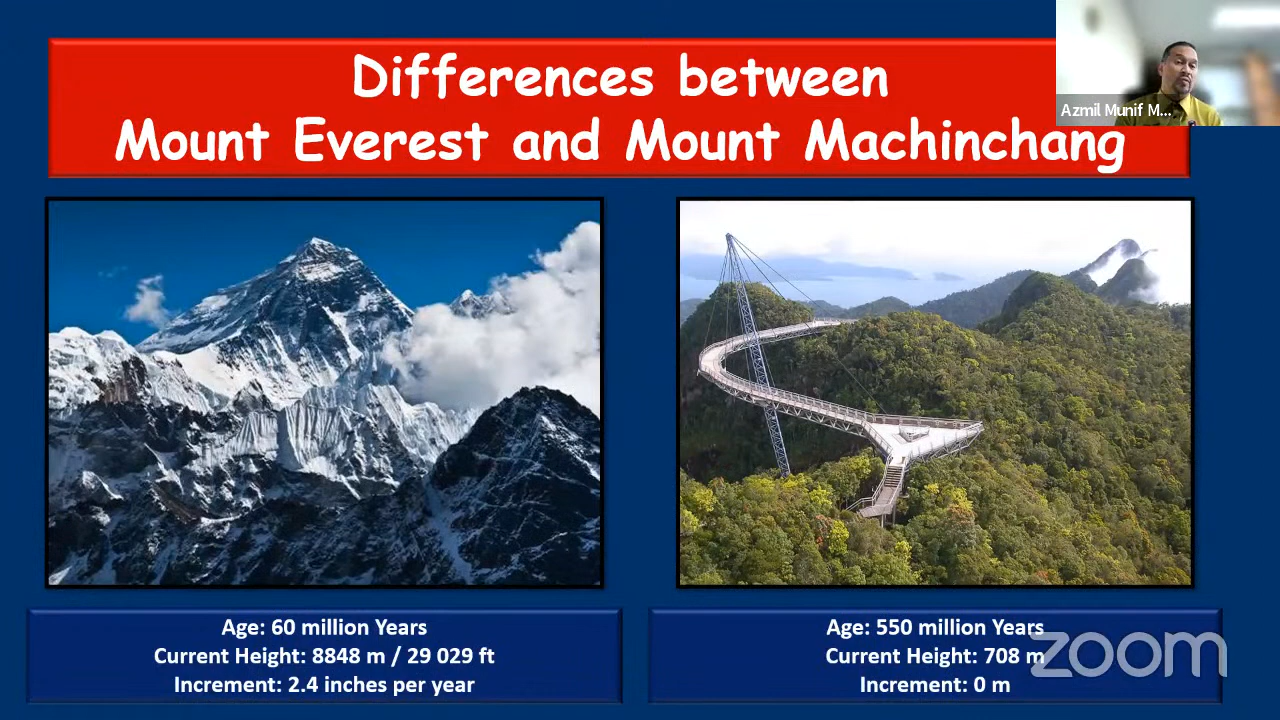 Differences between
Mount Everest and Mount Machinchang
Azmil Munif M...
Age: 60 million Years
Current Height: 8848 m / 29 029 ft
Increment: 2.4 inches per year
Age: 550 million Years
Current Height: 708 m
Increment: 0 m
zoom